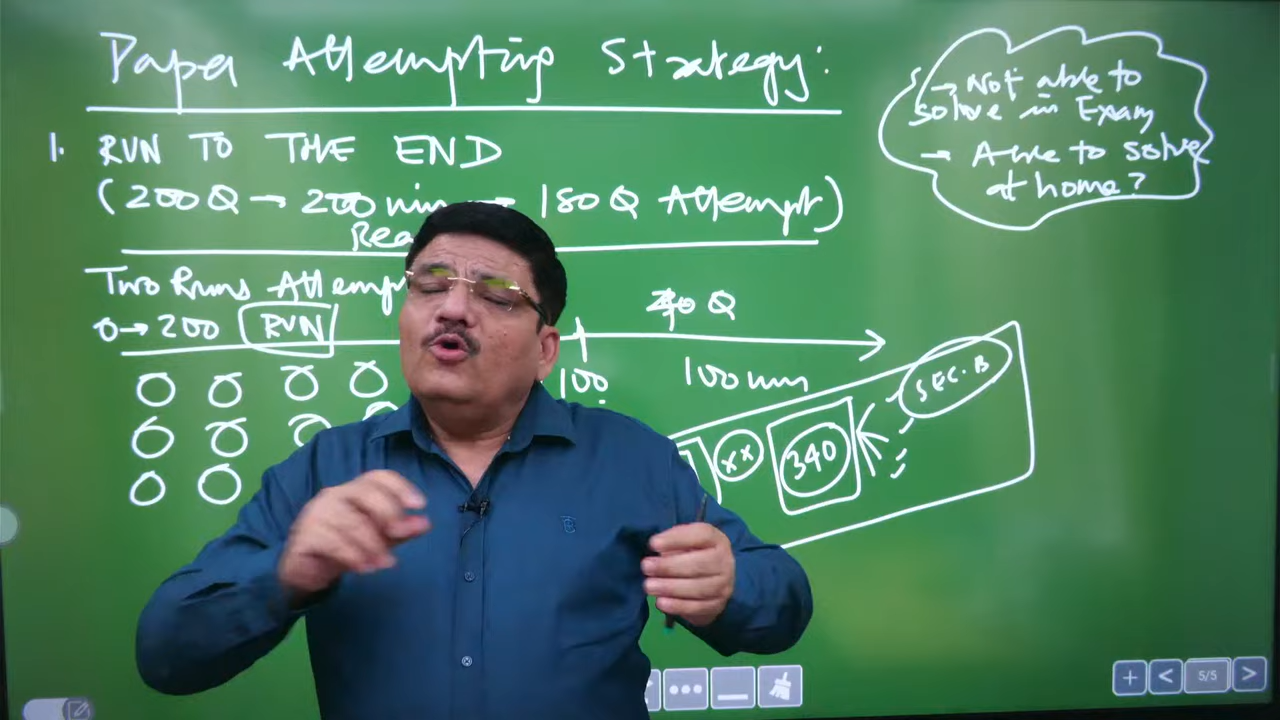 Papa Attempting Strategy:
1. RUN TO THE END
(200 Q → 200 min → 180 Q Attempt)
Rea
Two Runs Attemp
0→ 200 RUN
40 Q
100
100 min
xx
340
SEC. B
→ Not able to
solve in Exam
→ Able to solve
at home?
5/5